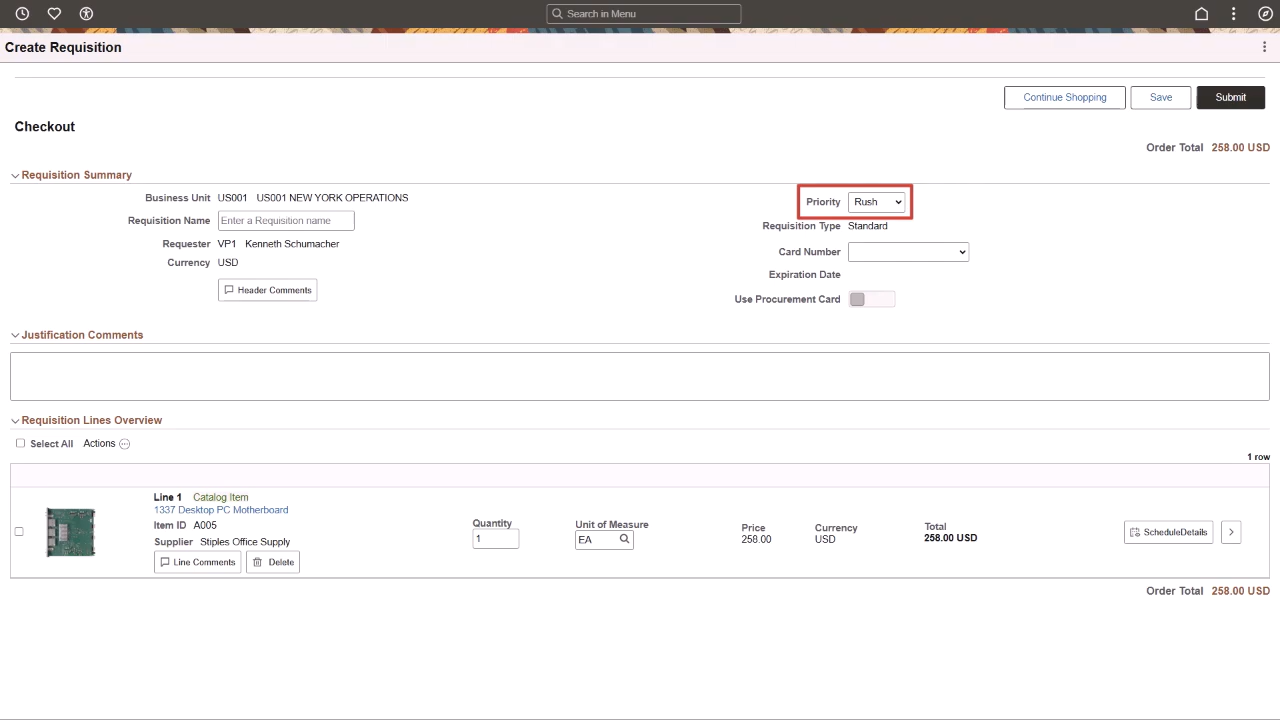 Search in Menu
Create Requisition
Continue Shopping
Save
Submit
Checkout
Order Total 258.00 USD
Requisition Summary
Business Unit US001 US001 NEW YORK OPERATIONS
Requisition Name Enter a Requisition name
Requester VP1 Kenneth Schumacher
Currency USD
Header Comments
Priority Rush
Requisition Type Standard
Card Number
Expiration Date
Use Procurement Card
Justification Comments
Requisition Lines Overview
Select All Actions
1 row
Line 1 Catalog Item
1337 Desktop PC Motherboard
Item ID A005
Supplier Stiples Office Supply
Line Comments Delete
Quantity
1
Unit of Measure
EA
Price
258.00
Currency
USD
Total
258.00 USD
ScheduleDetails
Order Total 258.00 USD